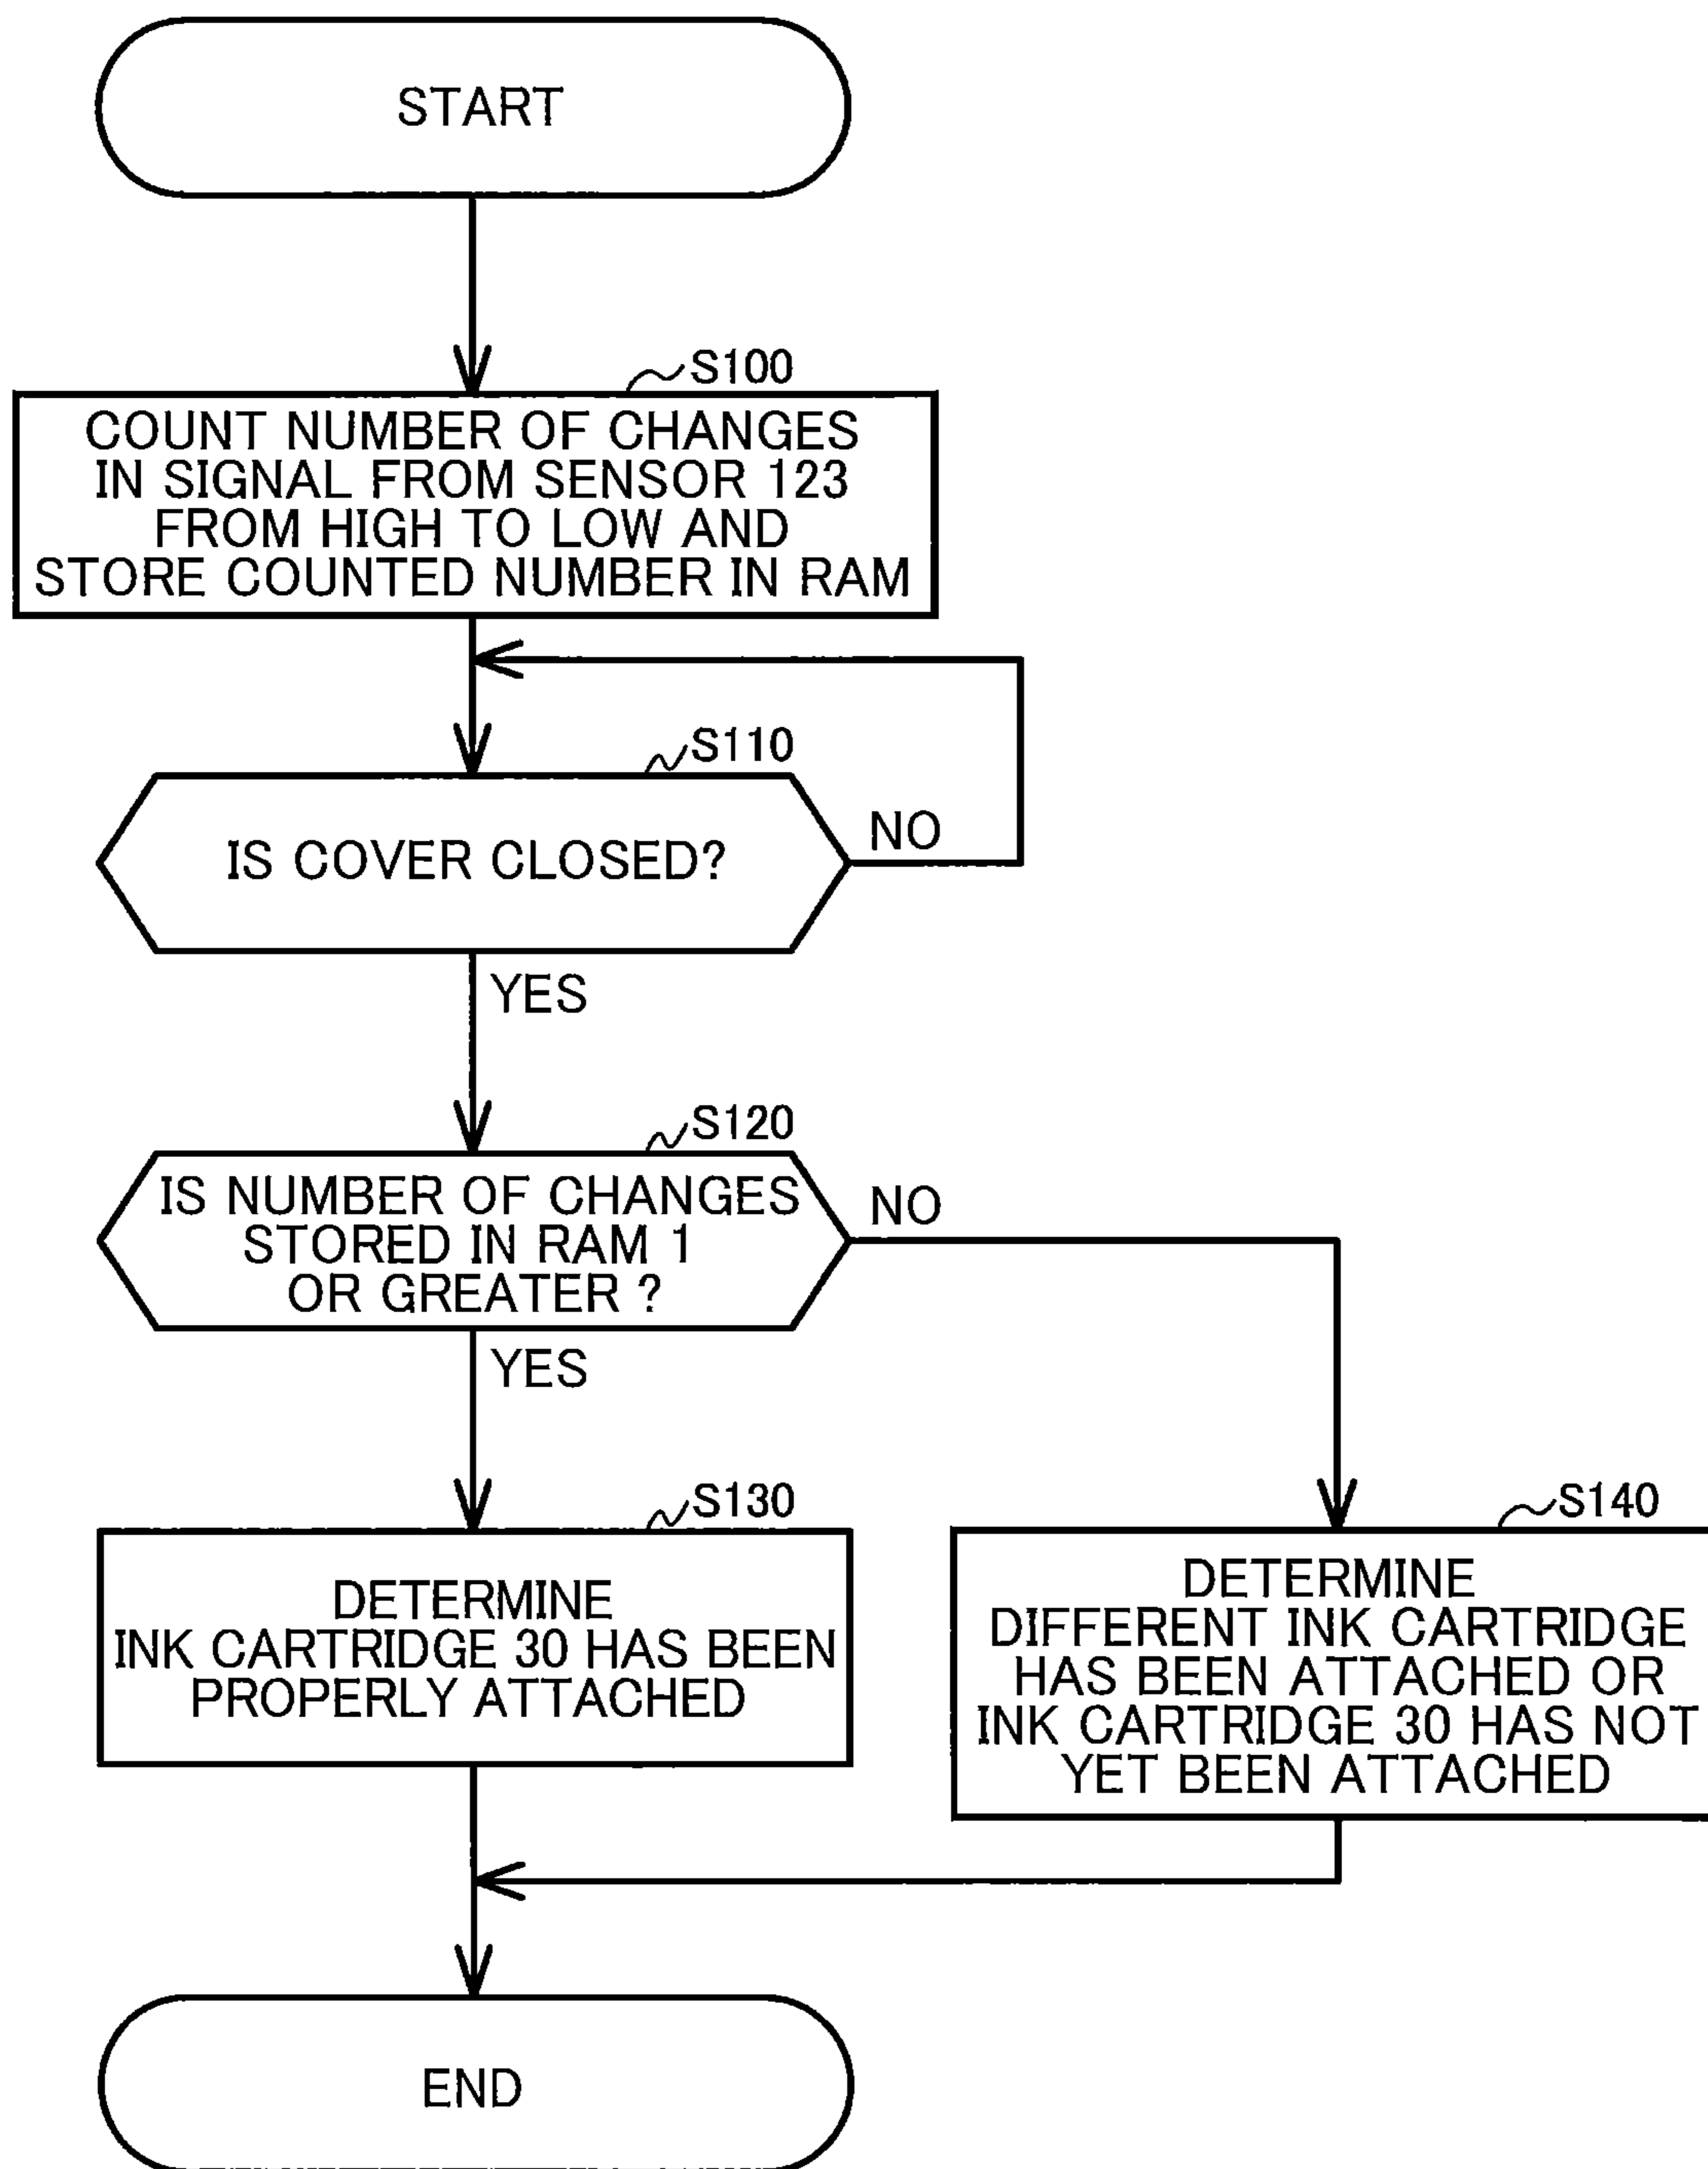 START
S100
COUNT NUMBER OF CHANGES
IN SIGNAL FROM SENSOR 123
FROM HIGH TO LOW AND
STORE COUNTED NUMBER IN RAM
S110
IS COVER CLOSED?
NO
YES
S120
IS NUMBER OF CHANGES
STORED IN RAM 1
OR GREATER ?
NO
YES
S130
DETERMINE
INK CARTRIDGE 30 HAS BEEN
PROPERLY ATTACHED
S140
DETERMINE
DIFFERENT INK CARTRIDGE
HAS BEEN ATTACHED OR
INK CARTRIDGE 30 HAS NOT
YET BEEN ATTACHED
END